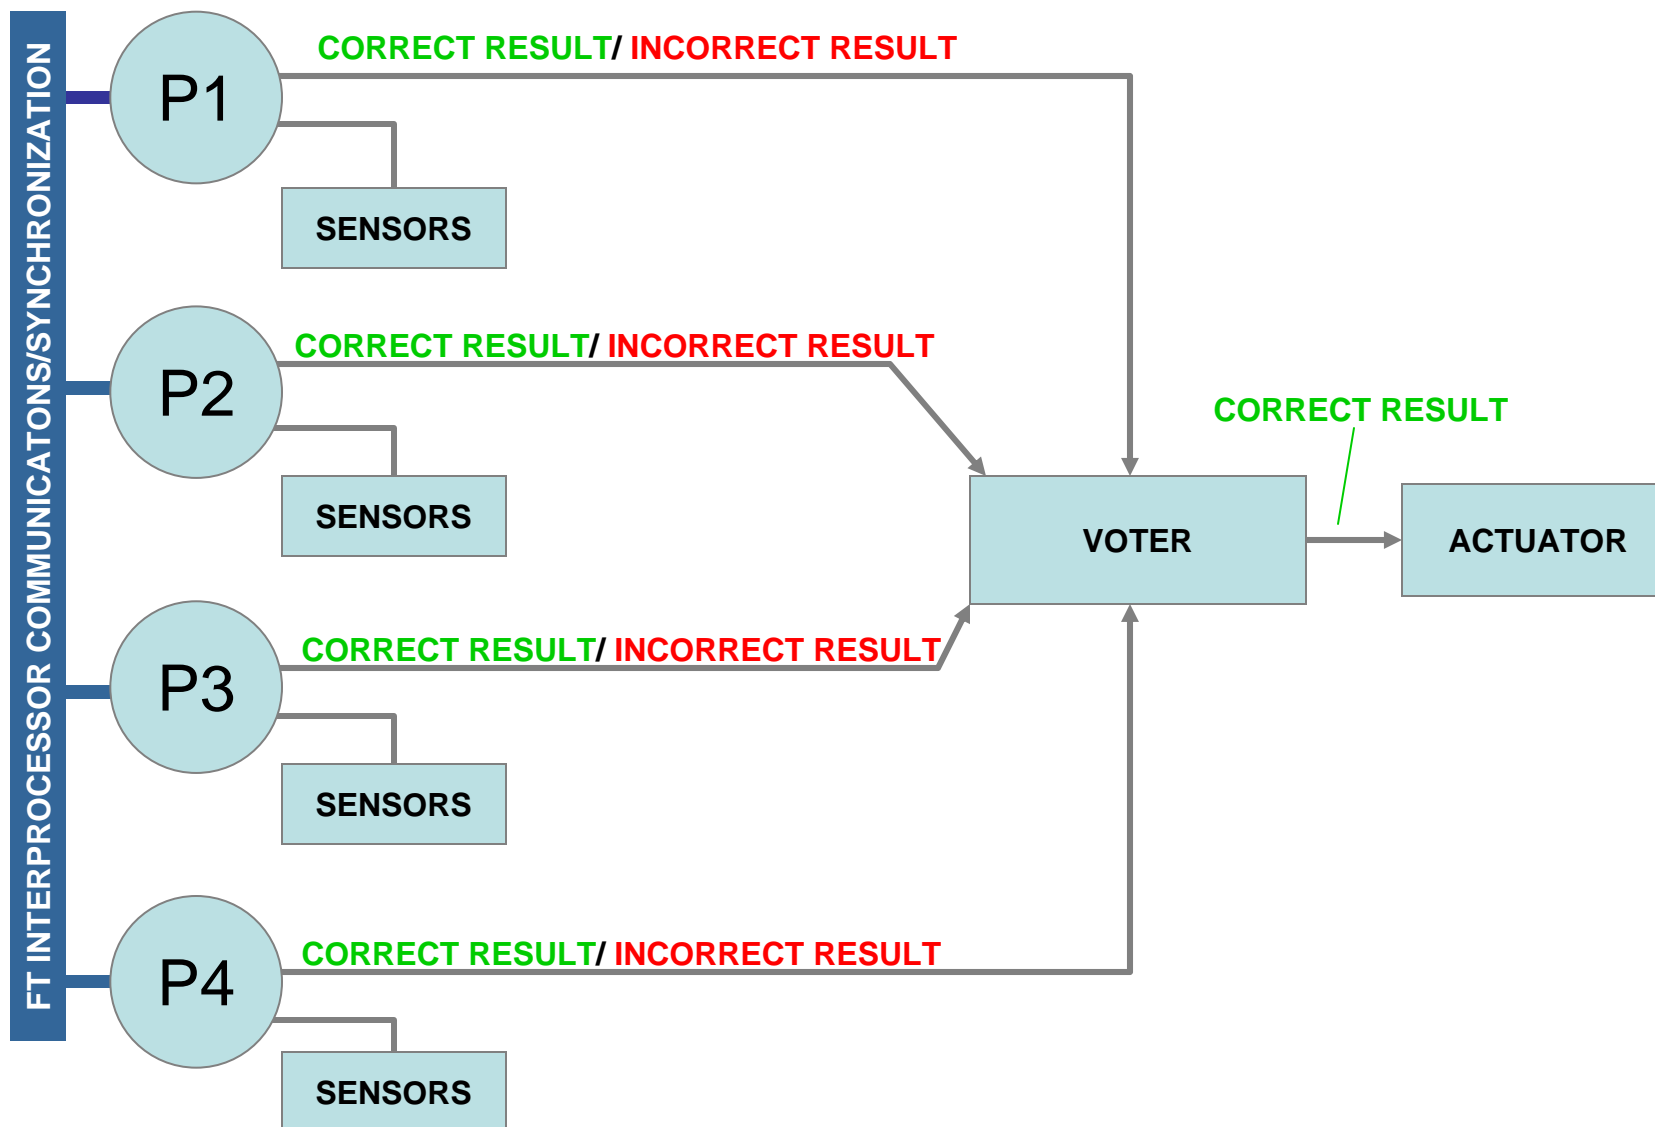 FT INTERPROCESSOR COMMUNICATONS/SYNCHRONIZATION
P1
CORRECT RESULT/ INCORRECT RESULT
SENSORS
P2
CORRECT RESULT/ INCORRECT RESULT
SENSORS
P3
CORRECT RESULT/ INCORRECT RESULT
SENSORS
P4
CORRECT RESULT/ INCORRECT RESULT
SENSORS
VOTER
CORRECT RESULT
ACTUATOR